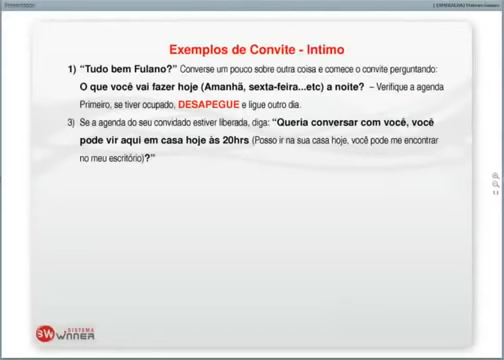 Exemplos de Convite - Intimo
1) “Tudo bem Fulano?” Converse um pouco sobre outra coisa e comece o convite perguntando:
O que você vai fazer hoje (Amanhã, sexta-feira...etc) a noite? – Verifique a agenda
Primeiro, se tiver ocupado, DESAPEGUE e ligue outro dia.
3) Se a agenda do seu convidado estiver liberada, diga: “Queria conversar com você, você
pode vir aqui em casa hoje às 20hrs (Posso ir na sua casa hoje, você pode me encontrar
no meu escritório)?”
SISTEMA
WINNER